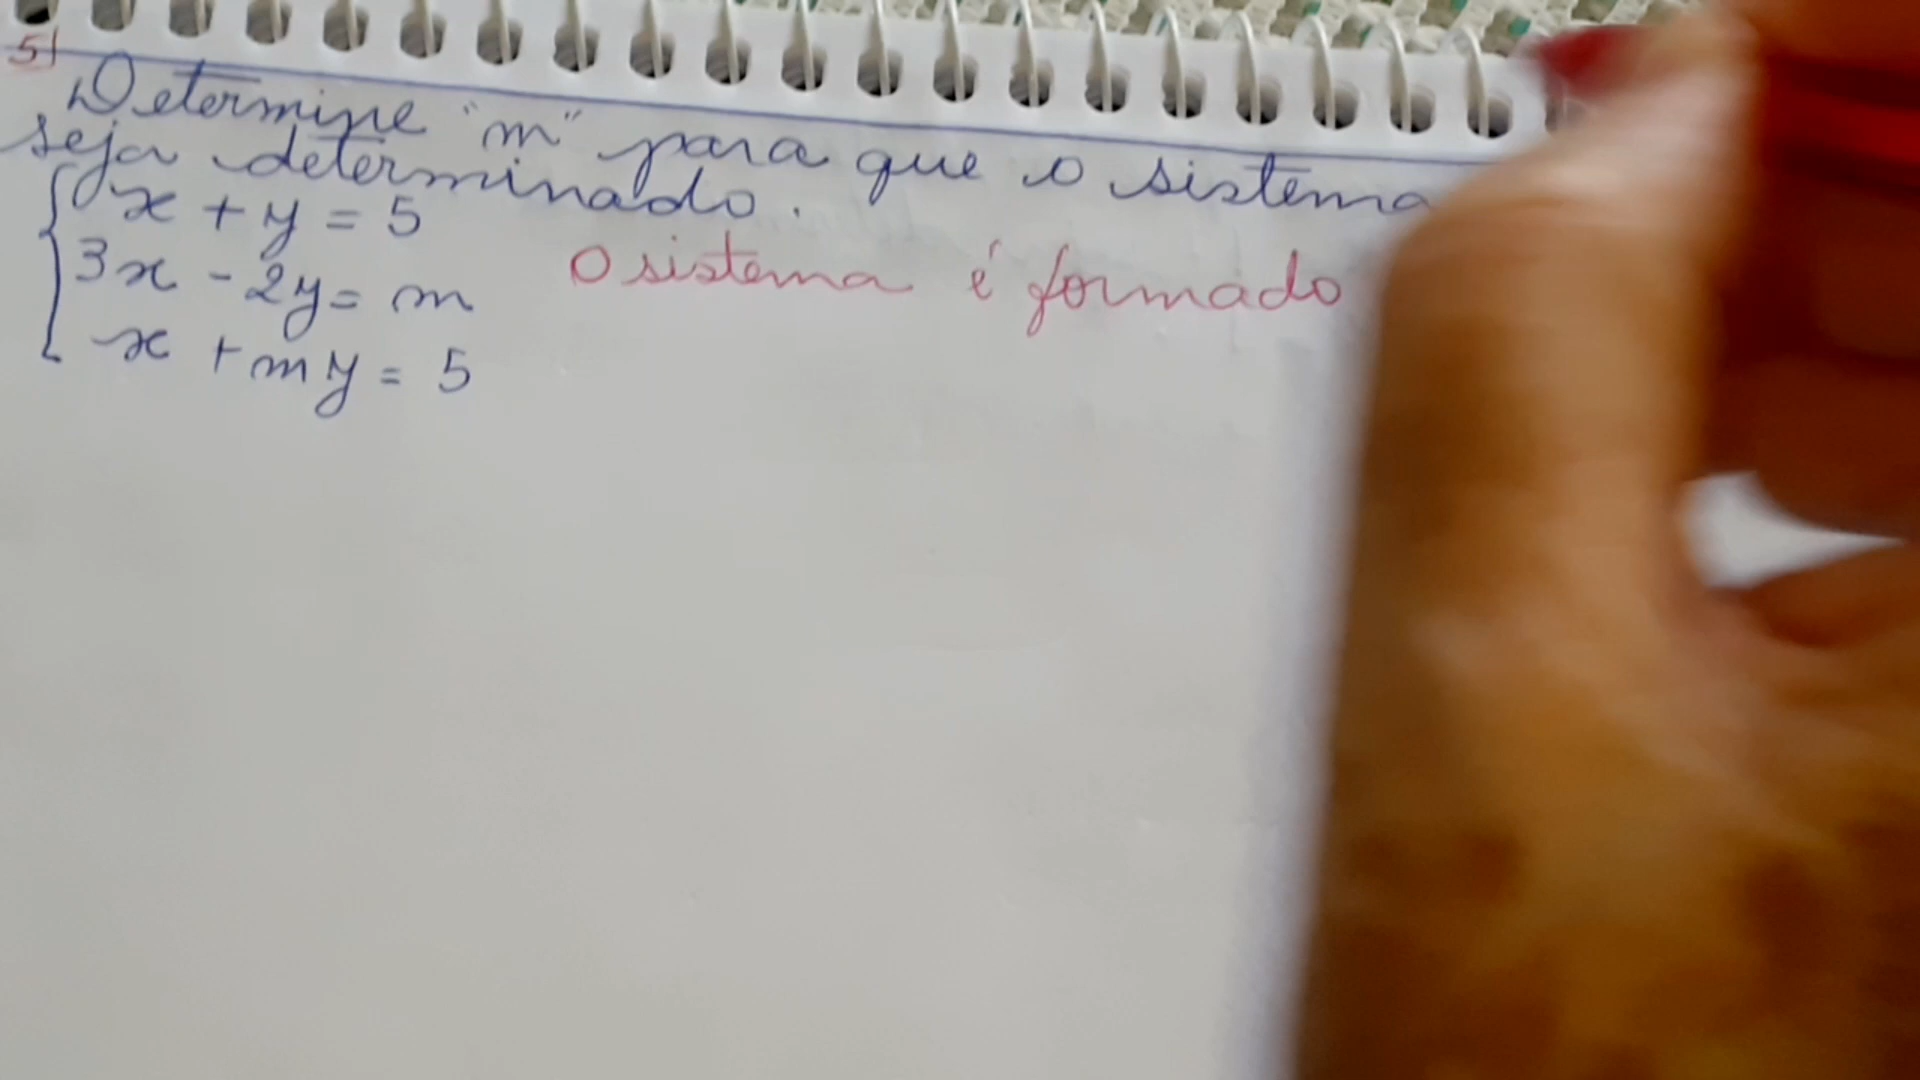 5)
Determine "m" para que o sistema
seja determinado.
x + y = 5
3x - 2y = m
x + my = 5
O sistema é formado